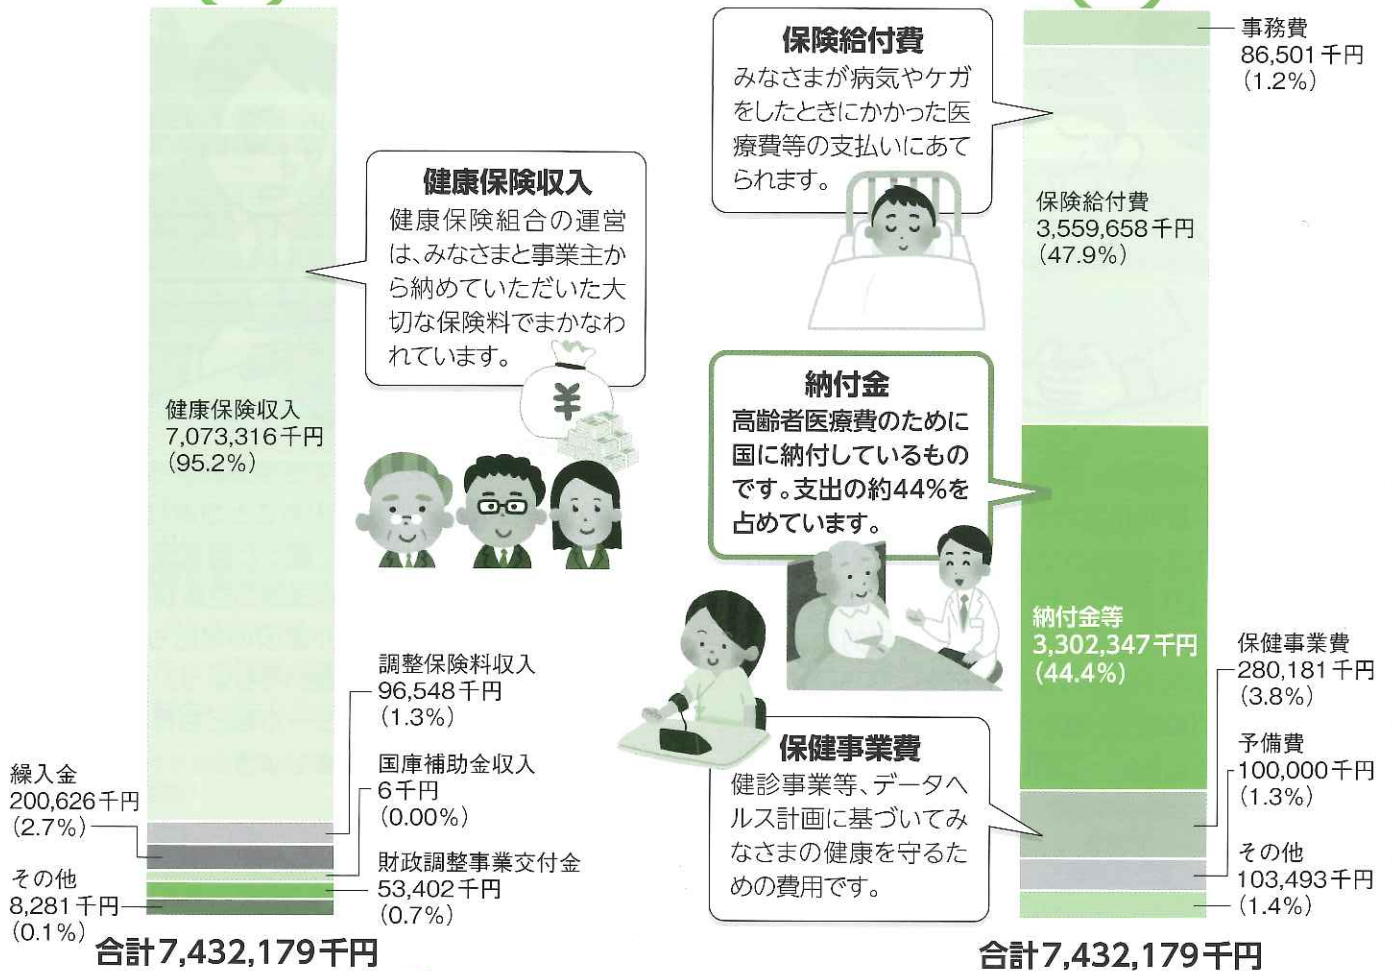 健康保険収入
7,073,316千円
(95.2%)
健康保険収入
健康保険組合の運営
は、みなさまと事業主か
ら納めていただいた大
切な保険料でまかなわ
れています。
¥
調整保険料収入
96,548千円
(1.3%)
繰入金
200,626千円
(2.7%)
国庫補助金収入
6千円
(0.00%)
財政調整事業交付金
53,402千円
(0.7%)
その他
8,281千円
(0.1%)
合計7,432,179千円
保険給付費
みなさまが病気やケガ
をしたときにかかった医
療費等の支払いにあて
られます。
事務費
86,501千円
(1.2%)
保険給付費
3,559,658千円
(47.9%)
納付金
高齢者医療費のために
国に納付しているもの
です。支出の約44%を
占めています。
納付金等
3,302,347千円
(44.4%)
保健事業費
健診事業等、データヘ
ルス計画に基づいてみ
なさまの健康を守るた
めの費用です。
保健事業費
280,181千円
(3.8%)
予備費
100,000千円
(1.3%)
その他
103,493千円
(1.4%)
合計7,432,179千円